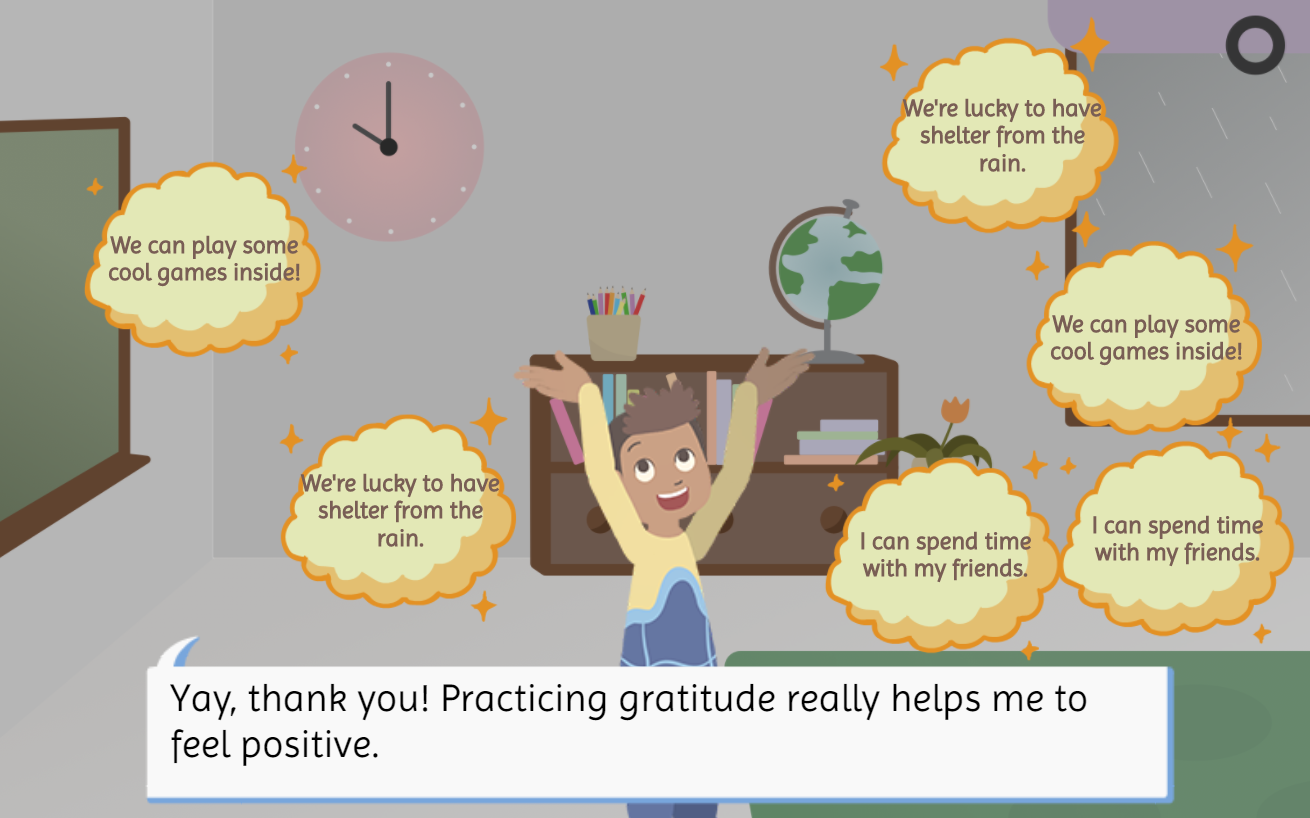 We're lucky to have
shelter from the
rain.
We can play some
cool games inside!
We can play some
cool games inside!
We're lucky to have
shelter from the
rain.
I can spend time
with my friends.
I can spend time
with my friends.
Yay, thank you! Practicing gratitude really helps me to
feel positive.